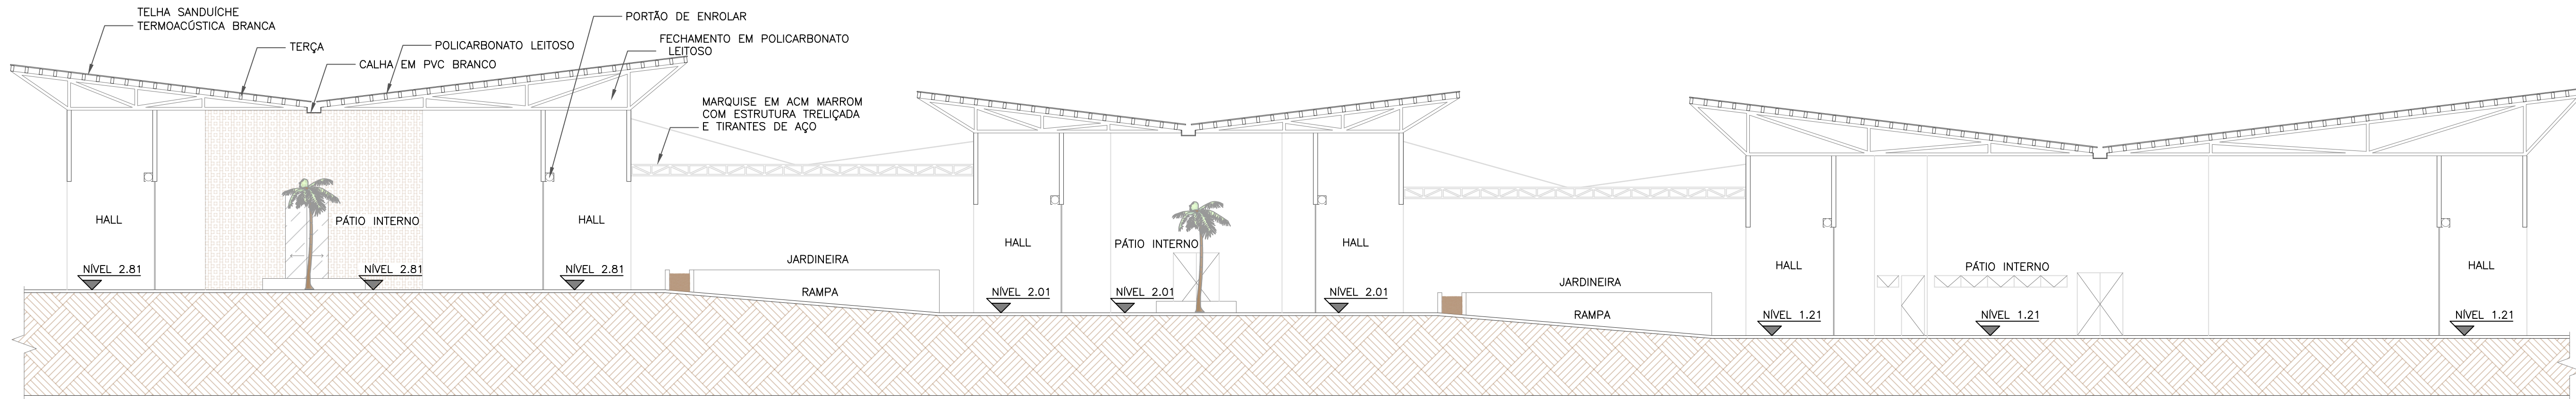 TELHA SANDUÍCHE
TERMOACÚSTICA BRANCA
TERÇA
POLICARBONATO LEITOSO
CALHA EM PVC BRANCO
PORTÃO DE ENROLAR
FECHAMENTO EM POLICARBONATO
LEITOSO
MARQUISE EM ACM MARROM
COM ESTRUTURA TRELIÇADA
E TIRANTES DE AÇO
HALL
PÁTIO INTERNO
HALL
NÍVEL 2.81
NÍVEL 2.81
NÍVEL 2.81
JARDINEIRA
RAMPA
HALL
PÁTIO INTERNO
HALL
NÍVEL 2.01
NÍVEL 2.01
NÍVEL 2.01
JARDINEIRA
RAMPA
HALL
PÁTIO INTERNO
HALL
NÍVEL 1.21
NÍVEL 1.21
NÍVEL 1.21